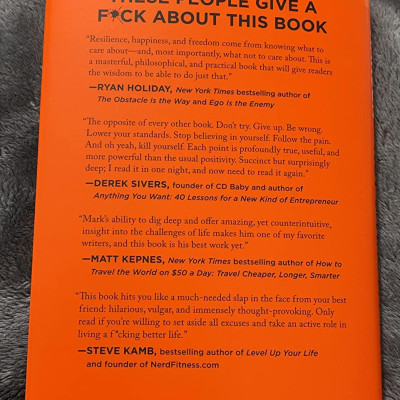 THESE PEOPLE GIVE A
F*CK ABOUT THIS BOOK
“Resilience, happiness, and freedom come from knowing what to
care about—and, most importantly, what not to care about. This is
a masterful, philosophical, and practical book that will give readers
the wisdom to be able to do just that.”
—RYAN HOLIDAY, New York Times bestselling author of
The Obstacle Is the Way and Ego Is the Enemy
“The opposite of every other book. Don’t try. Give up. Be wrong.
Lower your standards. Stop believing in yourself. Follow the pain.
And oh yeah, kill yourself. Each point is profoundly true, useful, and
more powerful than the usual positivity. Succinct but surprisingly
deep; I read it in one night, and now need to read it again.”
—DEREK SIVERS, founder of CD Baby and author of
Anything You Want: 40 Lessons for a New Kind of Entrepreneur
“Mark’s ability to dig deep and offer amazing, yet counterintuitive,
insight into the challenges of life makes him one of my favorite
writers, and this book is his best work yet.”
—MATT KEPNES, New York Times bestselling author of How to
Travel the World on $50 a Day: Travel Cheaper, Longer, Smarter
“This book hits you like a much-needed slap in the face from your best
friend: hilarious, vulgar, and immensely thought-provoking. Only
read if you’re willing to set aside all excuses and take an active role in
living a f*cking better life.”
—STEVE KAMB, bestselling author of Level Up Your Life
and founder of NerdFitness.com